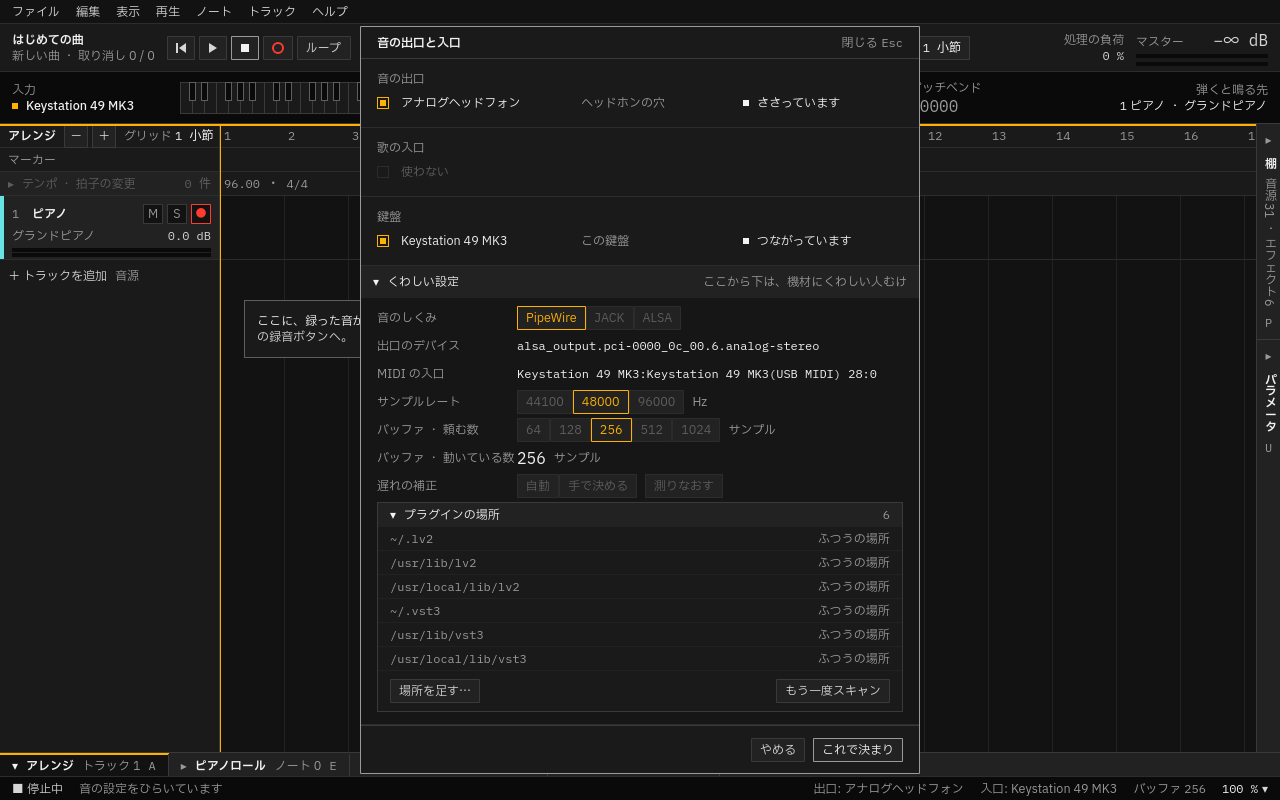 ファイル 編集 表示 再生 ノート トラック ヘルプ
はじめての曲
新しい曲 · 取り消し 0 / 0
ループ
1 小節
処理の負荷
0 %
マスター
−∞ dB
入力
Keystation 49 MK3
ッチベンド
0000
弾くと鳴る先
1 ピアノ · グランドピアノ
アレンジ − + グリッド 1 小節
1 2 3 12 13 14 15 16 1
マーカー
▸ テンポ · 拍子の変更 0 件
96.00 · 4/4
1 ピアノ M S
グランドピアノ 0.0 dB
+ トラックを追加 音源
ここに、録った音が
の録音ボタンへ。
音の出口と入口 閉じる Esc
音の出口
アナログヘッドフォン ヘッドホンの穴 ささっています
歌の入口
使わない
鍵盤
Keystation 49 MK3 この鍵盤 つながっています
▾ くわしい設定 ここから下は、機材にくわしい人むけ
音のしくみ PipeWire JACK ALSA
出口のデバイス alsa_output.pci-0000_0c_00.6.analog-stereo
MIDI の入口 Keystation 49 MK3:Keystation 49 MK3(USB MIDI) 28:0
サンプルレート 44100 48000 96000 Hz
バッファ · 頼む数 64 128 256 512 1024 サンプル
バッファ · 動いている数 256 サンプル
遅れの補正 自動 手で決める 測りなおす
▾ プラグインの場所 6
~/.lv2 ふつうの場所
/usr/lib/lv2 ふつうの場所
/usr/local/lib/lv2 ふつうの場所
~/.vst3 ふつうの場所
/usr/lib/vst3 ふつうの場所
/usr/local/lib/vst3 ふつうの場所
場所を足す… もう一度スキャン
やめる これで決まり
▸ 棚 音源 31 · エフェクト 6 P
▸ パラメータ U
▾ アレンジ トラック 1 A ▸ ピアノロール ノート 0 E
■ 停止中 音の設定をひらいています 出口: アナログヘッドフォン 入口: Keystation 49 MK3 バッファ 256 100 % ▾